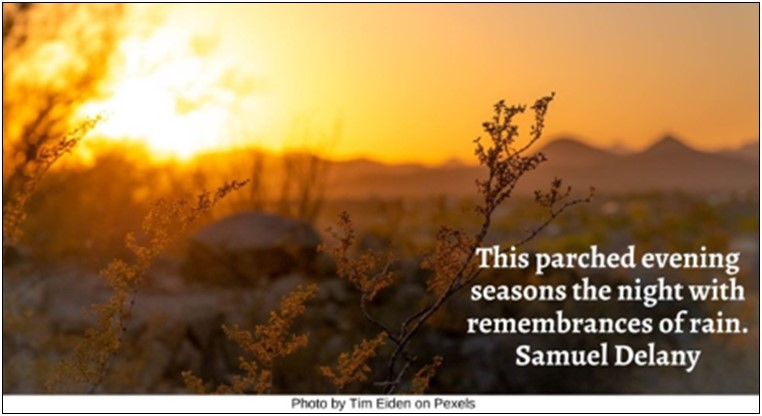 This parched evening
seasons the night with
remembrances of rain.
Samuel Delany
Photo by Tim Eiden on Pexels